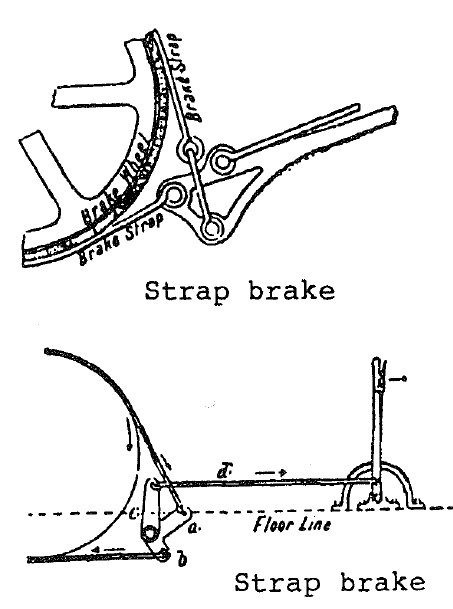 Brake Strap
Brake Wheel
Brake Strap
Strap brake
d.
c.
a.
Floor Line
b
Strap brake